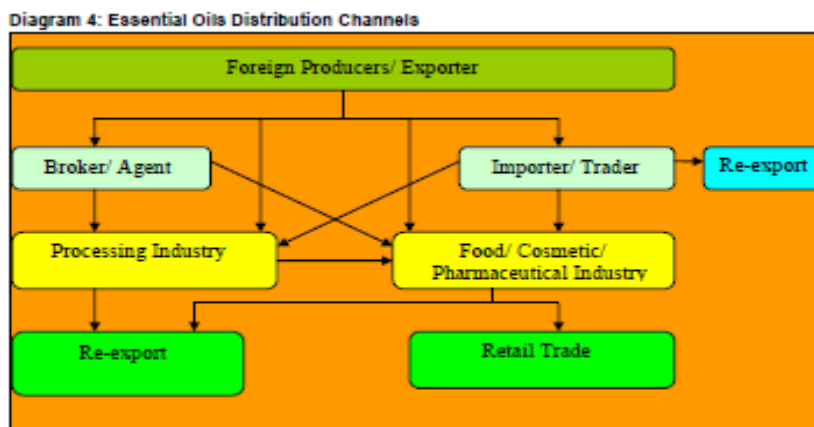 Diagram 4: Essential Oils Distribution Channels
Foreign Producers/ Exporter
Broker/ Agent
Importer/ Trader
Re-export
Processing Industry
Food/ Cosmetic/
Pharmaceutical Industry
Re-export
Retail Trade